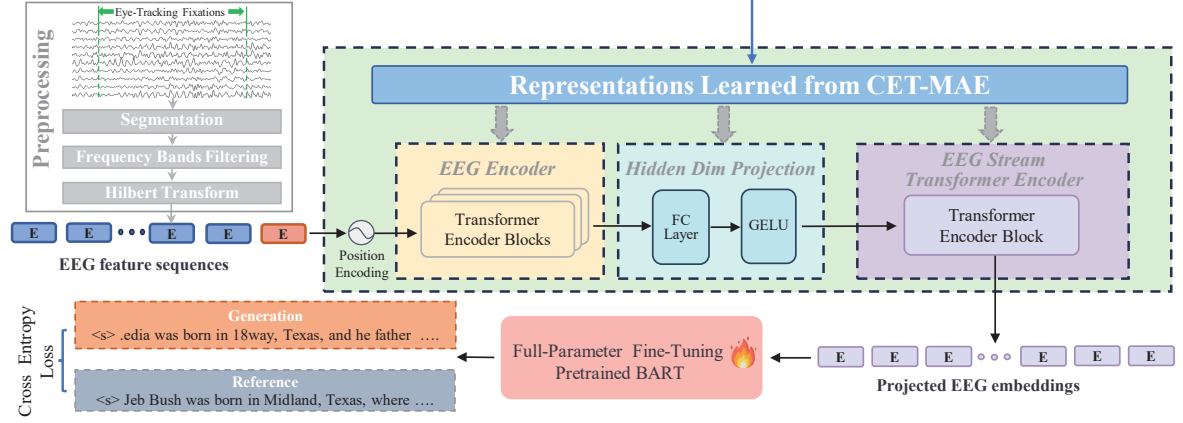 Eye-Tracking Fixations
Preprocessing
Segmentation
Frequency Bands Filtering
Hilbert Transform
E E E E E
EEG feature sequences
Position
Encoding
Representations Learned from CET-MAE
EEG Encoder
Transformer
Encoder Blocks
Hidden Dim Projection
FC
Layer
GELU
EEG Stream
Transformer Encoder
Transformer
Encoder Block
E E E E E E
Projected EEG embeddings
Full-Parameter Fine-Tuning
Pretrained BART
Cross Entropy
Loss
Generation
<s> .edia was born in 18way, Texas, and he father ….
Reference
<s> Jeb Bush was born in Midland, Texas, where ….